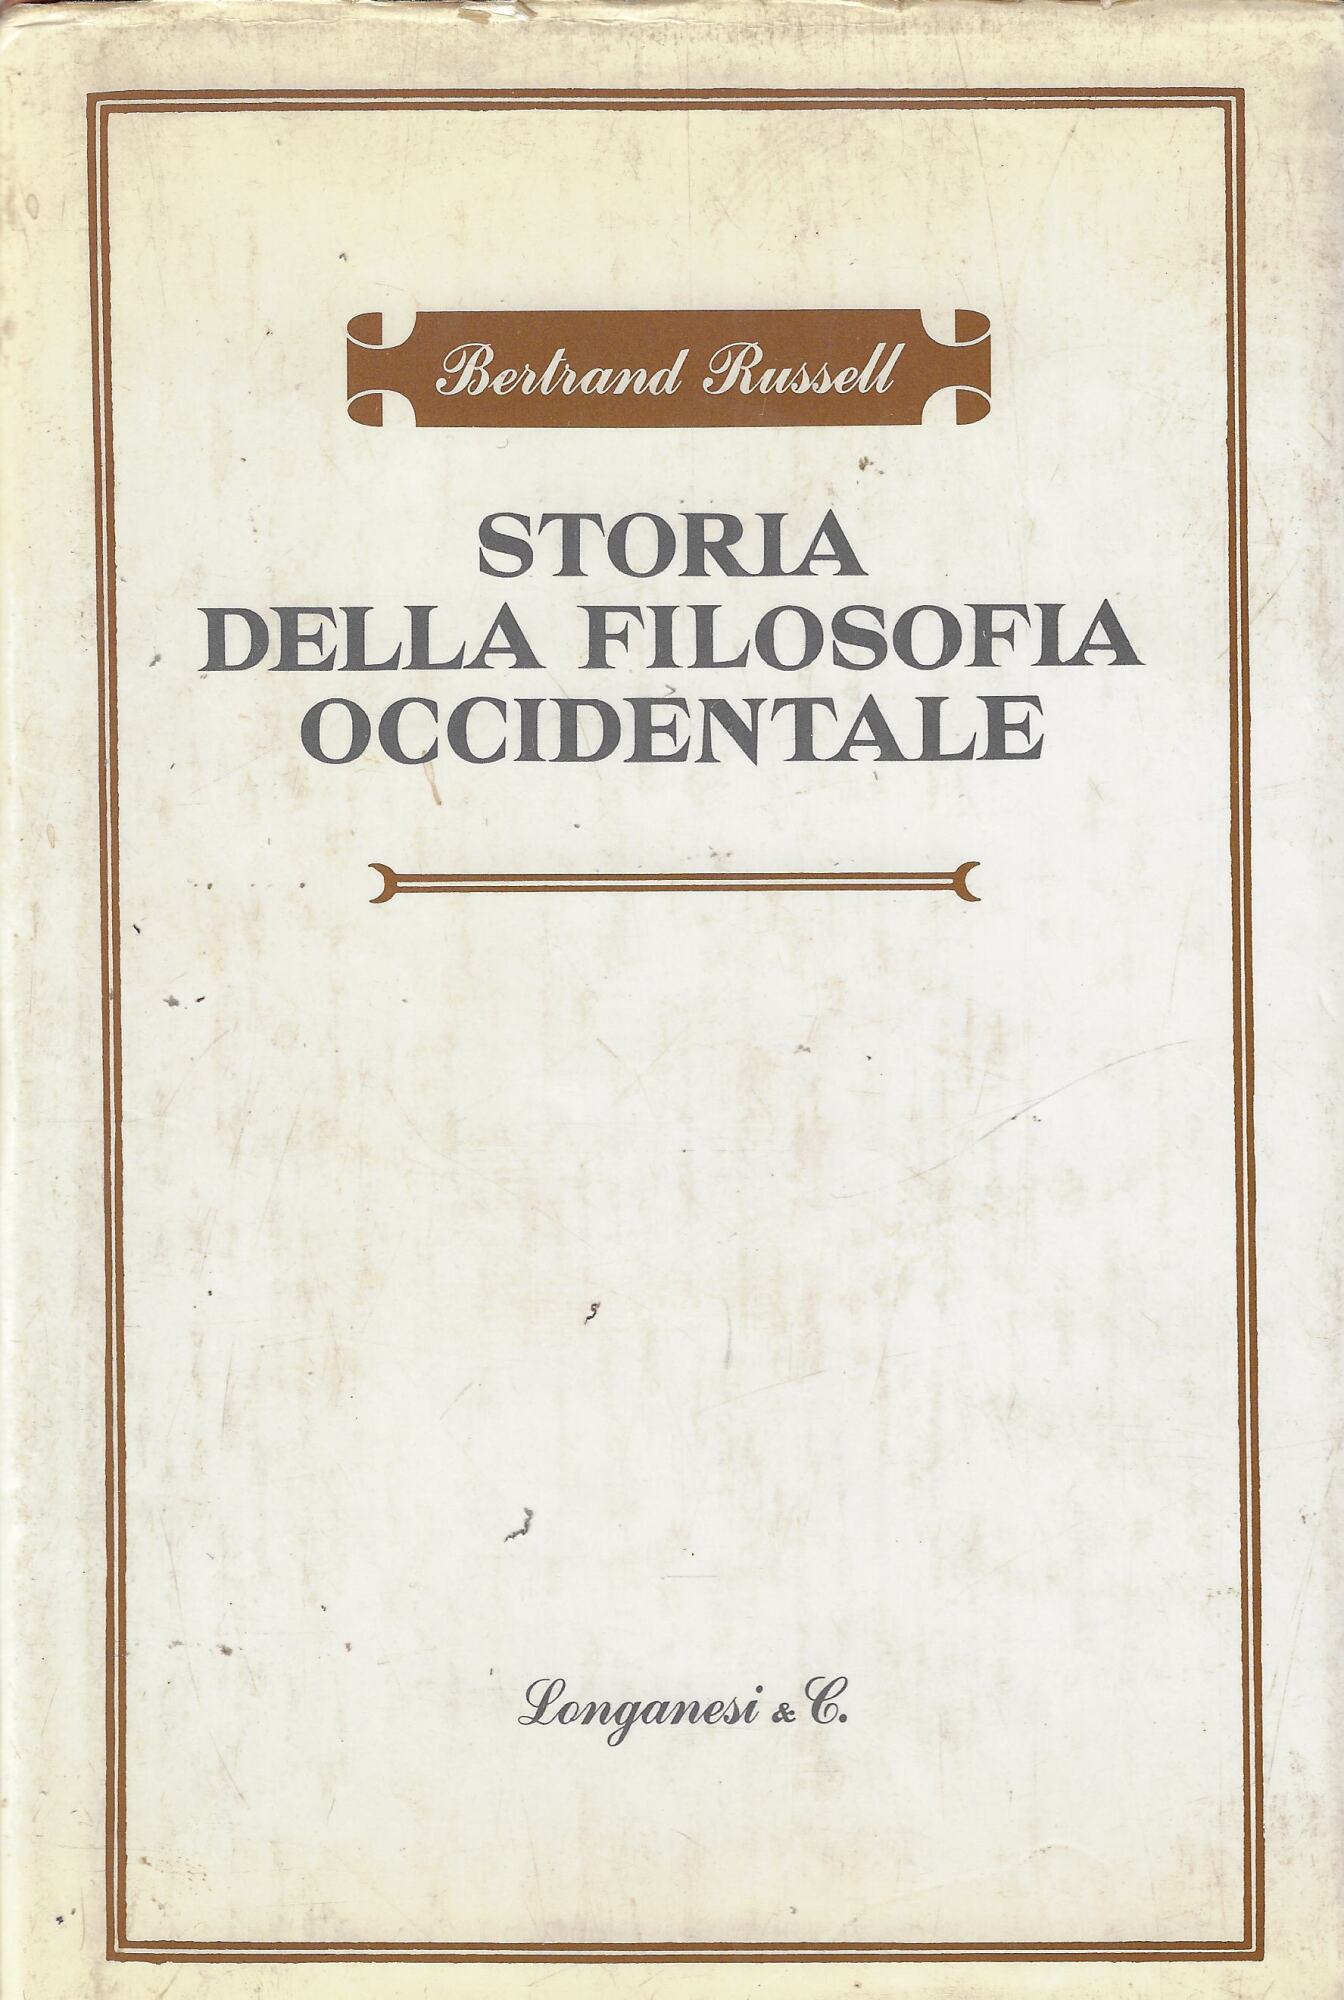 Bertrand Russell
STORIA
DELLA FILOSOFIA
OCCIDENTALE
Longanesi & C.